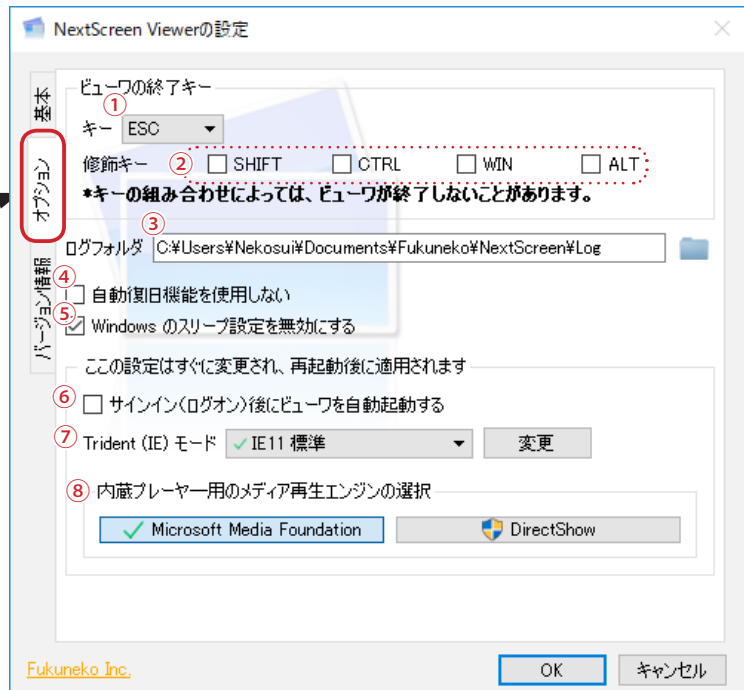 NextScreen Viewerの設定
基本
オプション
バージョン情報
ビューワの終了キー
①
キー ESC
修飾キー ② SHIFT CTRL WIN ALT
*キーの組み合わせによっては、ビューワが終了しないことがあります。
③
ログフォルダ C:¥Users¥Nekosui¥Documents¥Fukuneko¥NextScreen¥Log
④
自動復旧機能を使用しない
⑤
Windows のスリープ設定を無効にする
ここの設定はすぐに変更され、再起動後に適用されます
⑥ サインイン(ログオン)後にビューワを自動起動する
⑦ Trident (IE) モード IE11 標準 変更
⑧ 内蔵プレーヤー用のメディア再生エンジンの選択
Microsoft Media Foundation DirectShow
Fukuneko Inc. OK キャンセル